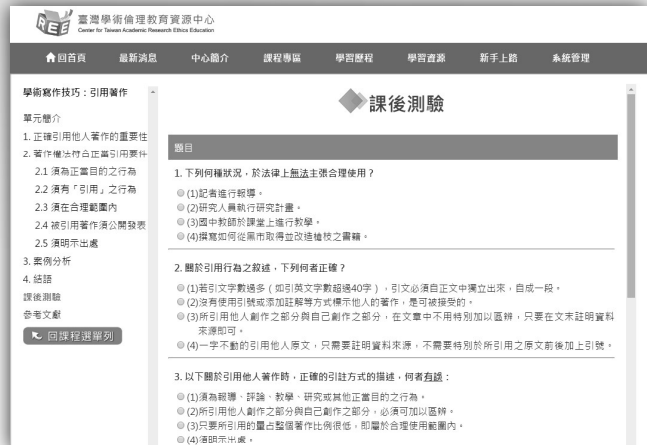 REE
臺灣學術倫理教育資源中心
Center for Taiwan Academic Research Ethics Education
回首頁 最新消息 中心簡介 課程專區 學習歷程 學習資源 新手上路 系統管理
學術寫作技巧：引用著作
單元簡介
1. 正確引用他人著作的重要性
2. 著作權法符合正當引用要件
2.1 須為正當目的之行為
2.2 須有「引用」之行為
2.3 須在合理範圍內
2.4 被引用著作須公開發表
2.5 須明示出處
3. 案例分析
4. 結語
課後測驗
參考文獻
回課程選單列
課後測驗
題目
1. 下列何種狀況，於法律上無法主張合理使用？
(1)記者進行報導。
(2)研究人員執行研究計畫。
(3)國中教師於課堂上進行教學。
(4)撰寫如何從黑市取得並改造槍枝之書籍。
2. 關於引用行為之敘述，下列何者正確？
(1)若引文字數過多（如引英文字數超過40字），引文必須自正文中獨立出來，自成一段。
(2)沒有使用引號或添加註解等方式標示他人的著作，是可被接受的。
(3)所引用他人創作之部分與自己創作之部分，在文章中不用特別加以區辨，只要在文末註明資料
來源即可。
(4)一字不動的引用他人原文，只需要註明資料來源，不需要特別於所引用之原文前後加上引號。
3. 以下關於引用他人著作時，正確的引註方式的描述，何者有誤：
(1)須為報導、評論、教學、研究或其他正當目的之行為。
(2)所引用他人創作之部分與自己創作之部分，必須可加以區辨。
(3)只要所引用的量占整個著作比例很低，即屬於合理使用範圍內。
(4)須明示出處。